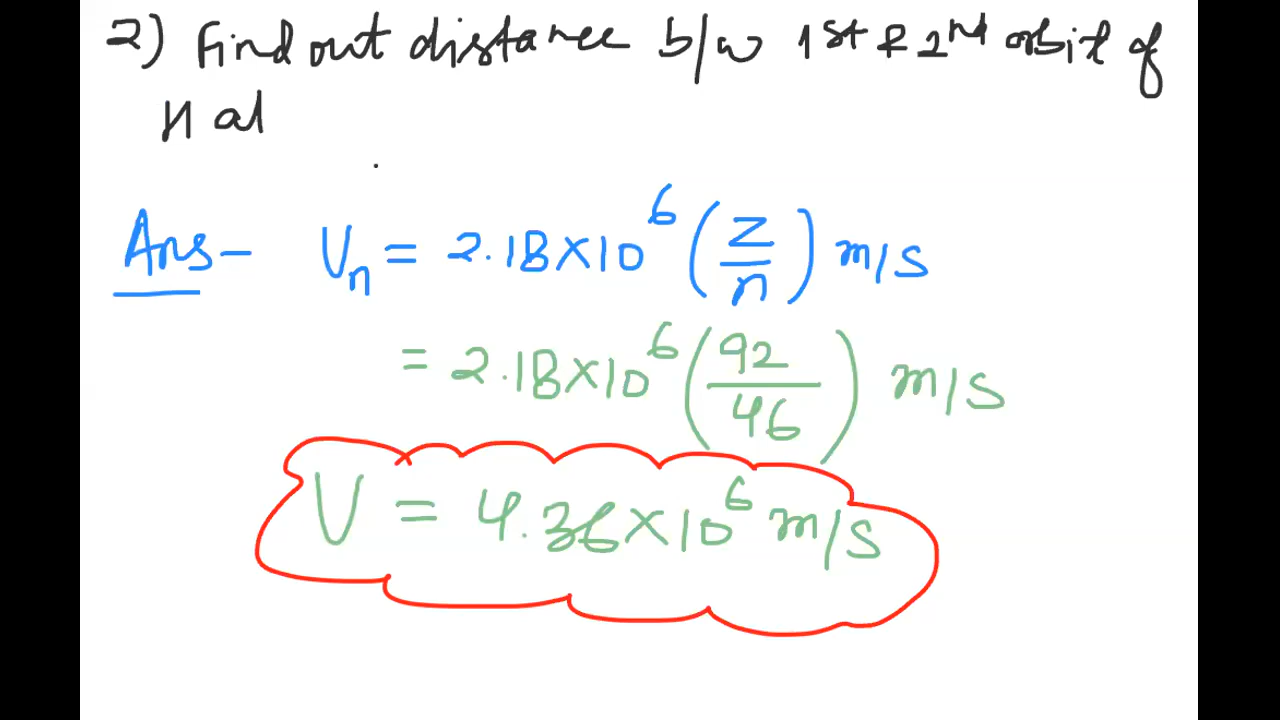 2) Find out distance b/w 1st & 2nd orbit of
H at
Ans - Vn = 2.18×10^6 (Z/n) m/s
= 2.18×10^6 (92/46) m/s
V = 4.36×10^6 m/s